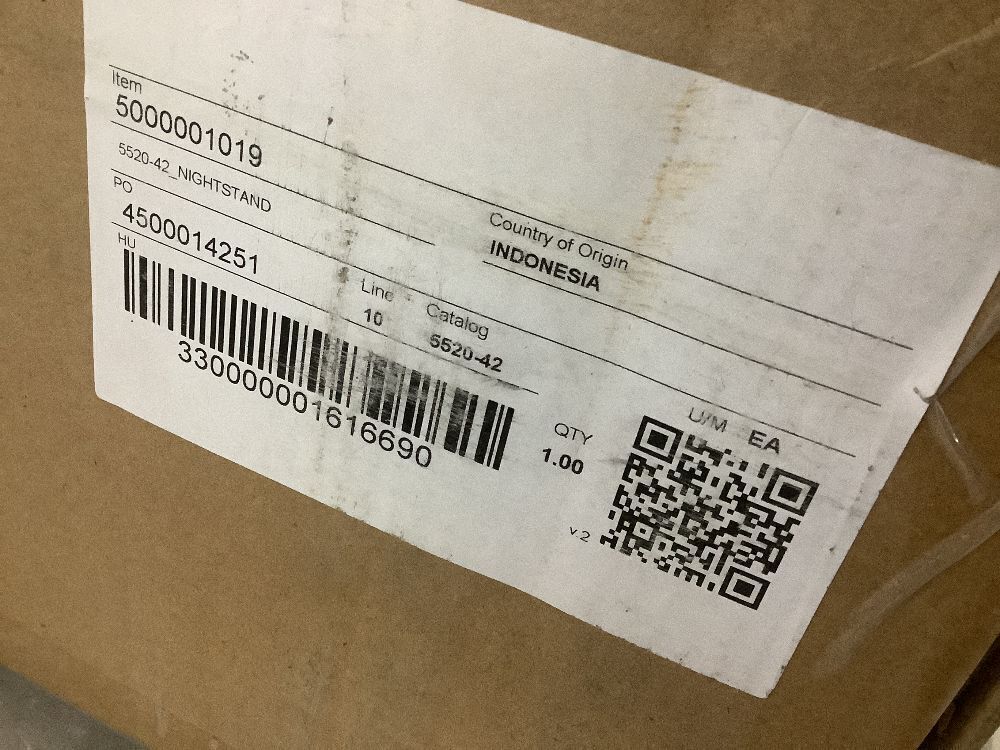 Item
5000001019
5520-42_NIGHTSTAND
Country of Origin
INDONESIA
PO
4500014251
Line
10
Catalog
5520-42
HU
330000001616690
QTY
1.00
U/M EA
v.2